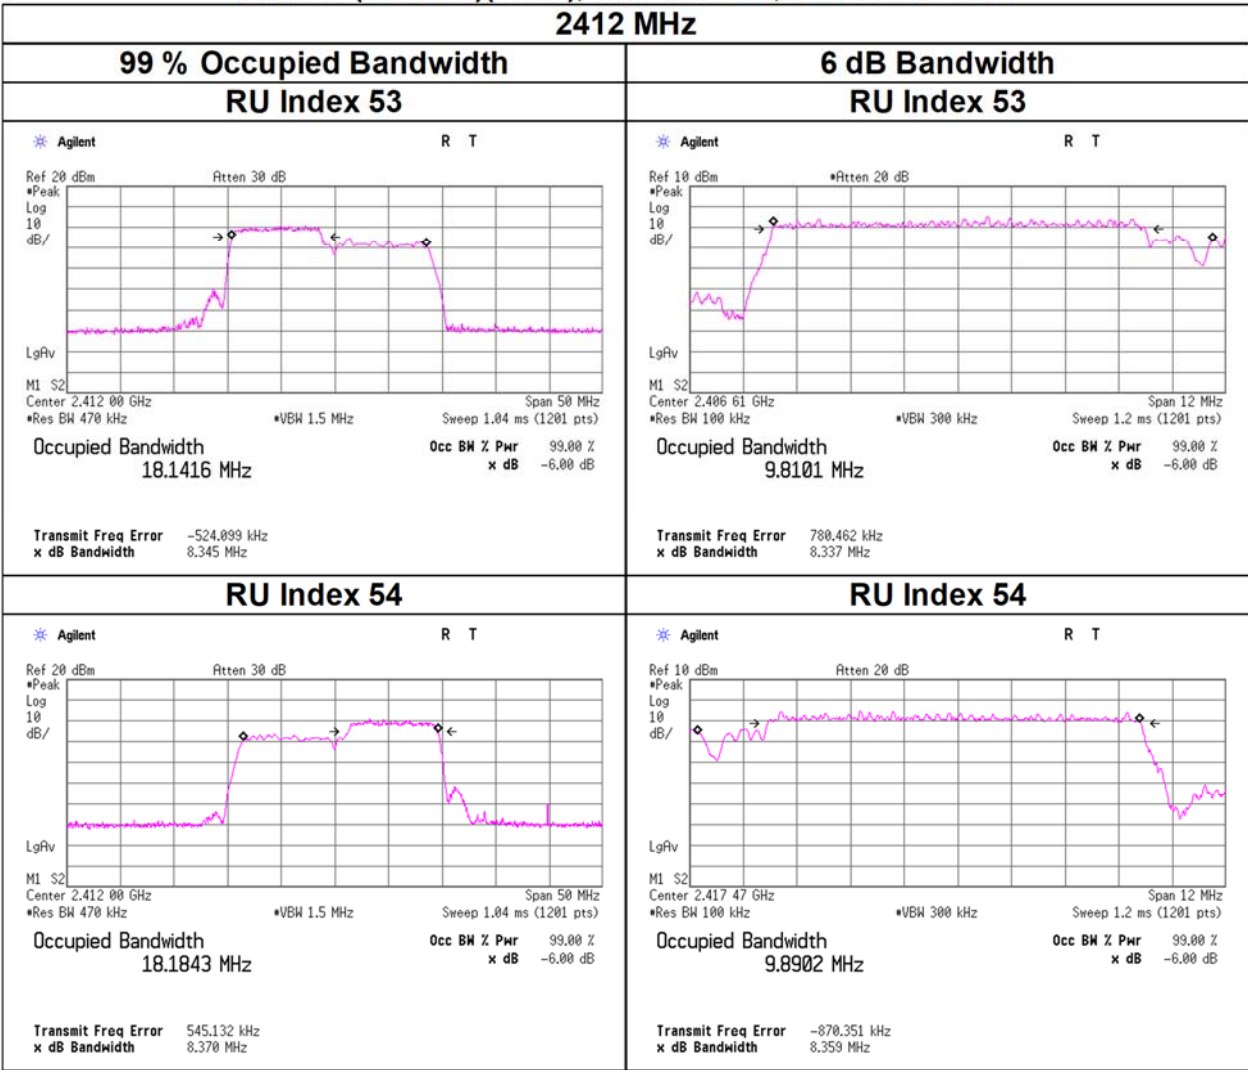 2412 MHz
99 % Occupied Bandwidth
6 dB Bandwidth
RU Index 53
RU Index 53
Agilent R T
Ref 20 dBm Atten 30 dB
#Peak
Log
10
dB/
LgAv
M1 S2
Center 2.412 00 GHz Span 50 MHz
#Res BW 470 kHz #VBW 1.5 MHz Sweep 1.04 ms (1201 pts)
Occupied Bandwidth Occ BW % Pwr 99.00 %
18.1416 MHz x dB -6.00 dB
Transmit Freq Error -524.099 kHz
x dB Bandwidth 8.345 MHz
Agilent R T
Ref 10 dBm #Atten 20 dB
#Peak
Log
10
dB/
LgAv
M1 S2
Center 2.406 61 GHz Span 12 MHz
#Res BW 100 kHz #VBW 300 kHz Sweep 1.2 ms (1201 pts)
Occupied Bandwidth Occ BW % Pwr 99.00 %
9.8101 MHz x dB -6.00 dB
Transmit Freq Error 780.462 kHz
x dB Bandwidth 8.337 MHz
RU Index 54
RU Index 54
Agilent R T
Ref 20 dBm Atten 30 dB
#Peak
Log
10
dB/
LgAv
M1 S2
Center 2.412 00 GHz Span 50 MHz
#Res BW 470 kHz #VBW 1.5 MHz Sweep 1.04 ms (1201 pts)
Occupied Bandwidth Occ BW % Pwr 99.00 %
18.1843 MHz x dB -6.00 dB
Transmit Freq Error 545.132 kHz
x dB Bandwidth 8.370 MHz
Agilent R T
Ref 10 dBm Atten 20 dB
#Peak
Log
10
dB/
LgAv
M1 S2
Center 2.417 47 GHz Span 12 MHz
#Res BW 100 kHz #VBW 300 kHz Sweep 1.2 ms (1201 pts)
Occupied Bandwidth Occ BW % Pwr 99.00 %
9.8902 MHz x dB -6.00 dB
Transmit Freq Error -870.351 kHz
x dB Bandwidth 8.359 MHz